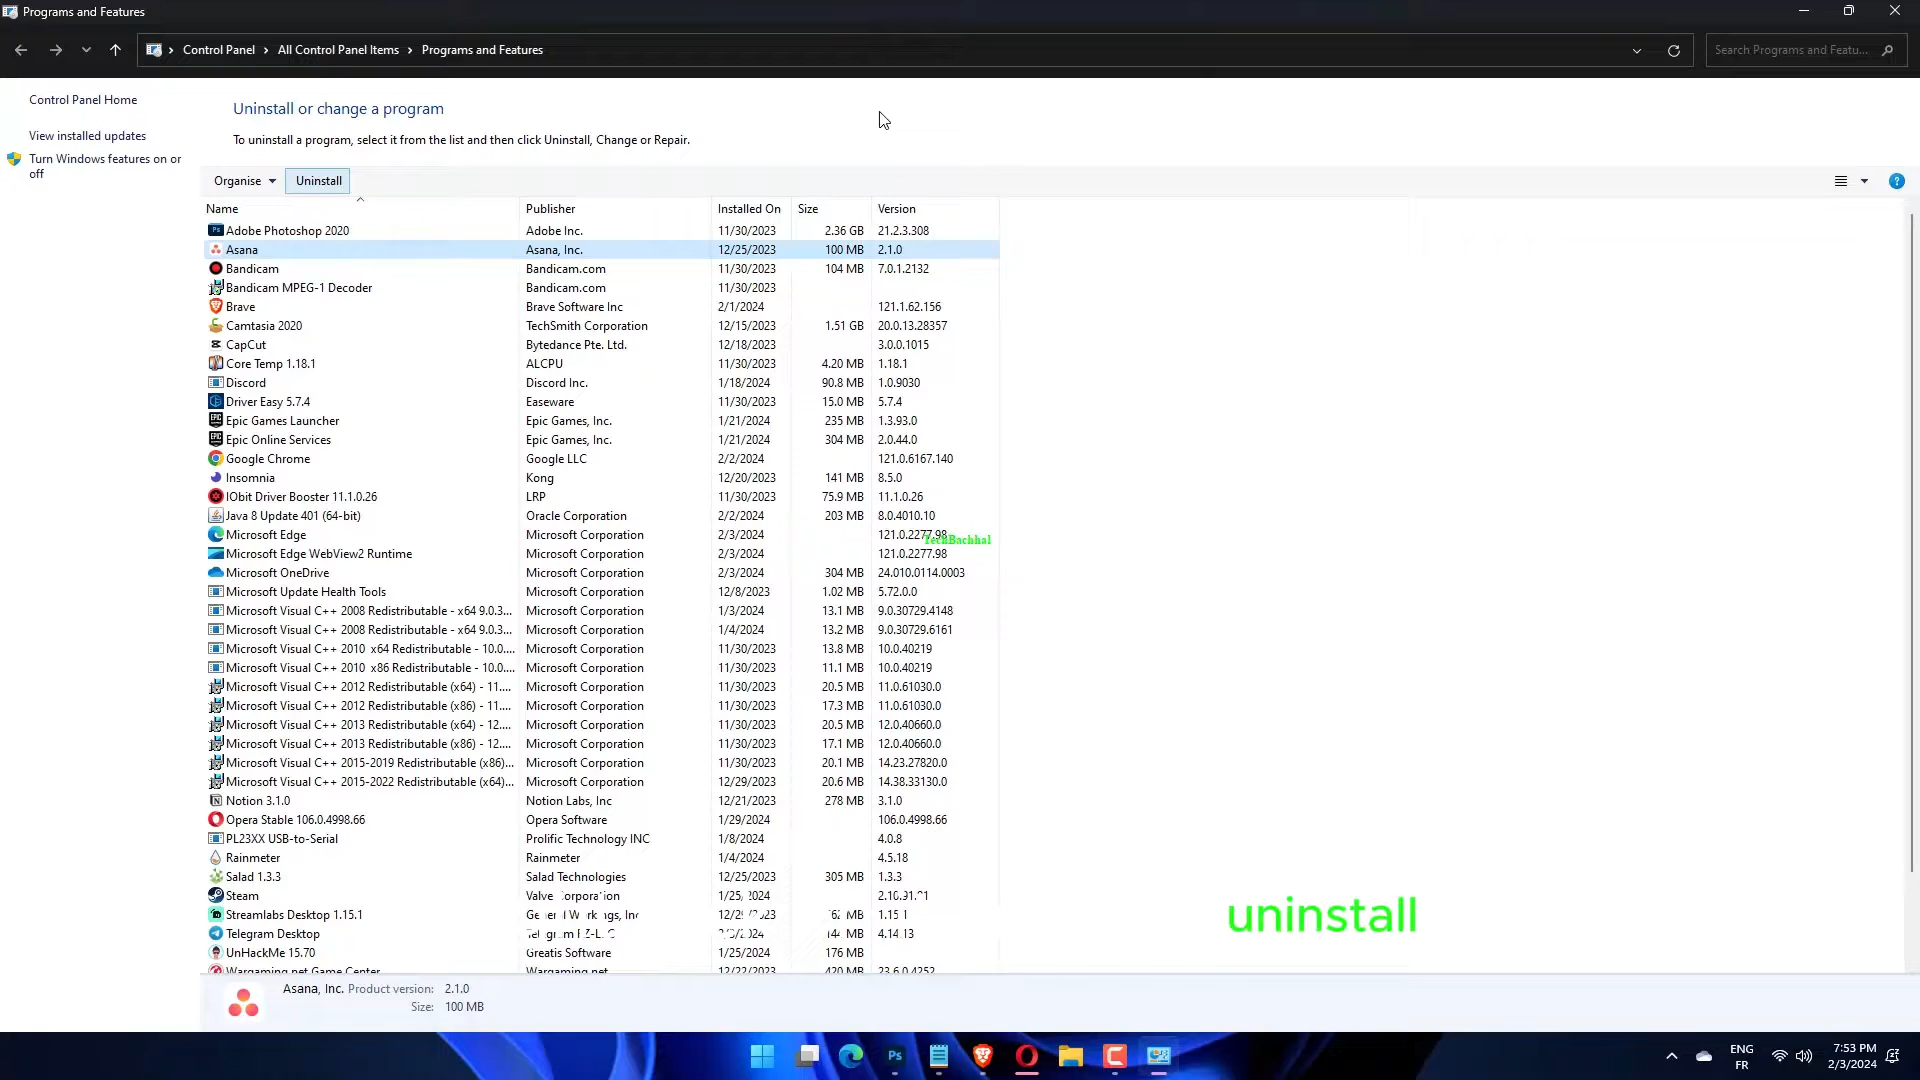 Programs and Features
Control Panel > All Control Panel Items > Programs and Features
Search Programs and Featu...
Control Panel Home
View installed updates
Turn Windows features on or
off
Uninstall or change a program
To uninstall a program, select it from the list and then click Uninstall, Change or Repair.
Organise Uninstall
Name Publisher Installed On Size Version
Adobe Photoshop 2020 Adobe Inc. 11/30/2023 2.36 GB 21.2.3.308
Asana Asana, Inc. 12/25/2023 100 MB 2.1.0
Bandicam Bandicam.com 11/30/2023 104 MB 7.0.1.2132
Bandicam MPEG-1 Decoder Bandicam.com 11/30/2023
Brave Brave Software Inc 2/1/2024 121.1.62.156
Camtasia 2020 TechSmith Corporation 12/15/2023 1.51 GB 20.0.13.28357
CapCut Bytedance Pte. Ltd. 12/18/2023 3.0.0.1015
Core Temp 1.18.1 ALCPU 11/30/2023 4.20 MB 1.18.1
Discord Discord Inc. 1/18/2024 90.8 MB 1.0.9030
Driver Easy 5.7.4 Easeware 11/30/2023 15.0 MB 5.7.4
Epic Games Launcher Epic Games, Inc. 1/21/2024 235 MB 1.3.93.0
Epic Online Services Epic Games, Inc. 1/21/2024 304 MB 2.0.44.0
Google Chrome Google LLC 2/2/2024 121.0.6167.140
Insomnia Kong 12/20/2023 141 MB 8.5.0
IObit Driver Booster 11.1.0.26 LRP 11/30/2023 75.9 MB 11.1.0.26
Java 8 Update 401 (64-bit) Oracle Corporation 2/2/2024 203 MB 8.0.4010.10
Microsoft Edge Microsoft Corporation 2/3/2024 121.0.2277.98
TechBachhal
Microsoft Edge WebView2 Runtime Microsoft Corporation 2/3/2024 121.0.2277.98
Microsoft OneDrive Microsoft Corporation 2/3/2024 304 MB 24.010.0114.0003
Microsoft Update Health Tools Microsoft Corporation 12/8/2023 1.02 MB 5.72.0.0
Microsoft Visual C++ 2008 Redistributable - x64 9.0.3... Microsoft Corporation 1/3/2024 13.1 MB 9.0.30729.4148
Microsoft Visual C++ 2008 Redistributable - x64 9.0.3... Microsoft Corporation 1/4/2024 13.2 MB 9.0.30729.6161
Microsoft Visual C++ 2010 x64 Redistributable - 10.0.... Microsoft Corporation 11/30/2023 13.8 MB 10.0.40219
Microsoft Visual C++ 2010 x86 Redistributable - 10.0.... Microsoft Corporation 11/30/2023 11.1 MB 10.0.40219
Microsoft Visual C++ 2012 Redistributable (x64) - 11.... Microsoft Corporation 11/30/2023 20.5 MB 11.0.61030.0
Microsoft Visual C++ 2012 Redistributable (x86) - 11.... Microsoft Corporation 11/30/2023 17.3 MB 11.0.61030.0
Microsoft Visual C++ 2013 Redistributable (x64) - 12.... Microsoft Corporation 11/30/2023 20.5 MB 12.0.40660.0
Microsoft Visual C++ 2013 Redistributable (x86) - 12.... Microsoft Corporation 11/30/2023 17.1 MB 12.0.40660.0
Microsoft Visual C++ 2015-2019 Redistributable (x86)... Microsoft Corporation 11/30/2023 20.1 MB 14.23.27820.0
Microsoft Visual C++ 2015-2022 Redistributable (x64)... Microsoft Corporation 12/29/2023 20.6 MB 14.38.33130.0
Notion 3.1.0 Notion Labs, Inc 12/21/2023 278 MB 3.1.0
Opera Stable 106.0.4998.66 Opera Software 1/29/2024 106.0.4998.66
PL23XX USB-to-Serial Prolific Technology INC 1/8/2024 4.0.8
Rainmeter Rainmeter 1/4/2024 4.5.18
Salad 1.3.3 Salad Technologies 12/25/2023 305 MB 1.3.3
Steam Valve Corporation 1/25/2024
Streamlabs Desktop 1.15.1 MB
Telegram Desktop MB
UnHackMe 15.70 Greatis Software 1/25/2024 176 MB
Wargaming.net Game Center Wargaming.net 12/22/2023 420 MB 23.6.0.4252
uninstall
Asana, Inc. Product version: 2.1.0
Size: 100 MB
ENG
FR
7:53 PM
2/3/2024